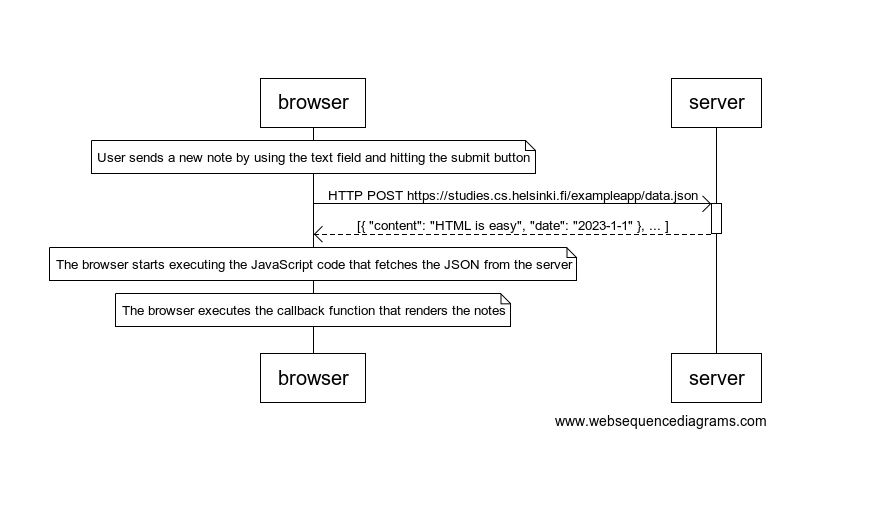 browser
server
User sends a new note by using the text field and hitting the submit button
HTTP POST https://studies.cs.helsinki.fi/exampleapp/data.json
[{ "content": "HTML is easy", "date": "2023-1-1" }, ... ]
The browser starts executing the JavaScript code that fetches the JSON from the server
The browser executes the callback function that renders the notes
browser
server
www.websequencediagrams.com